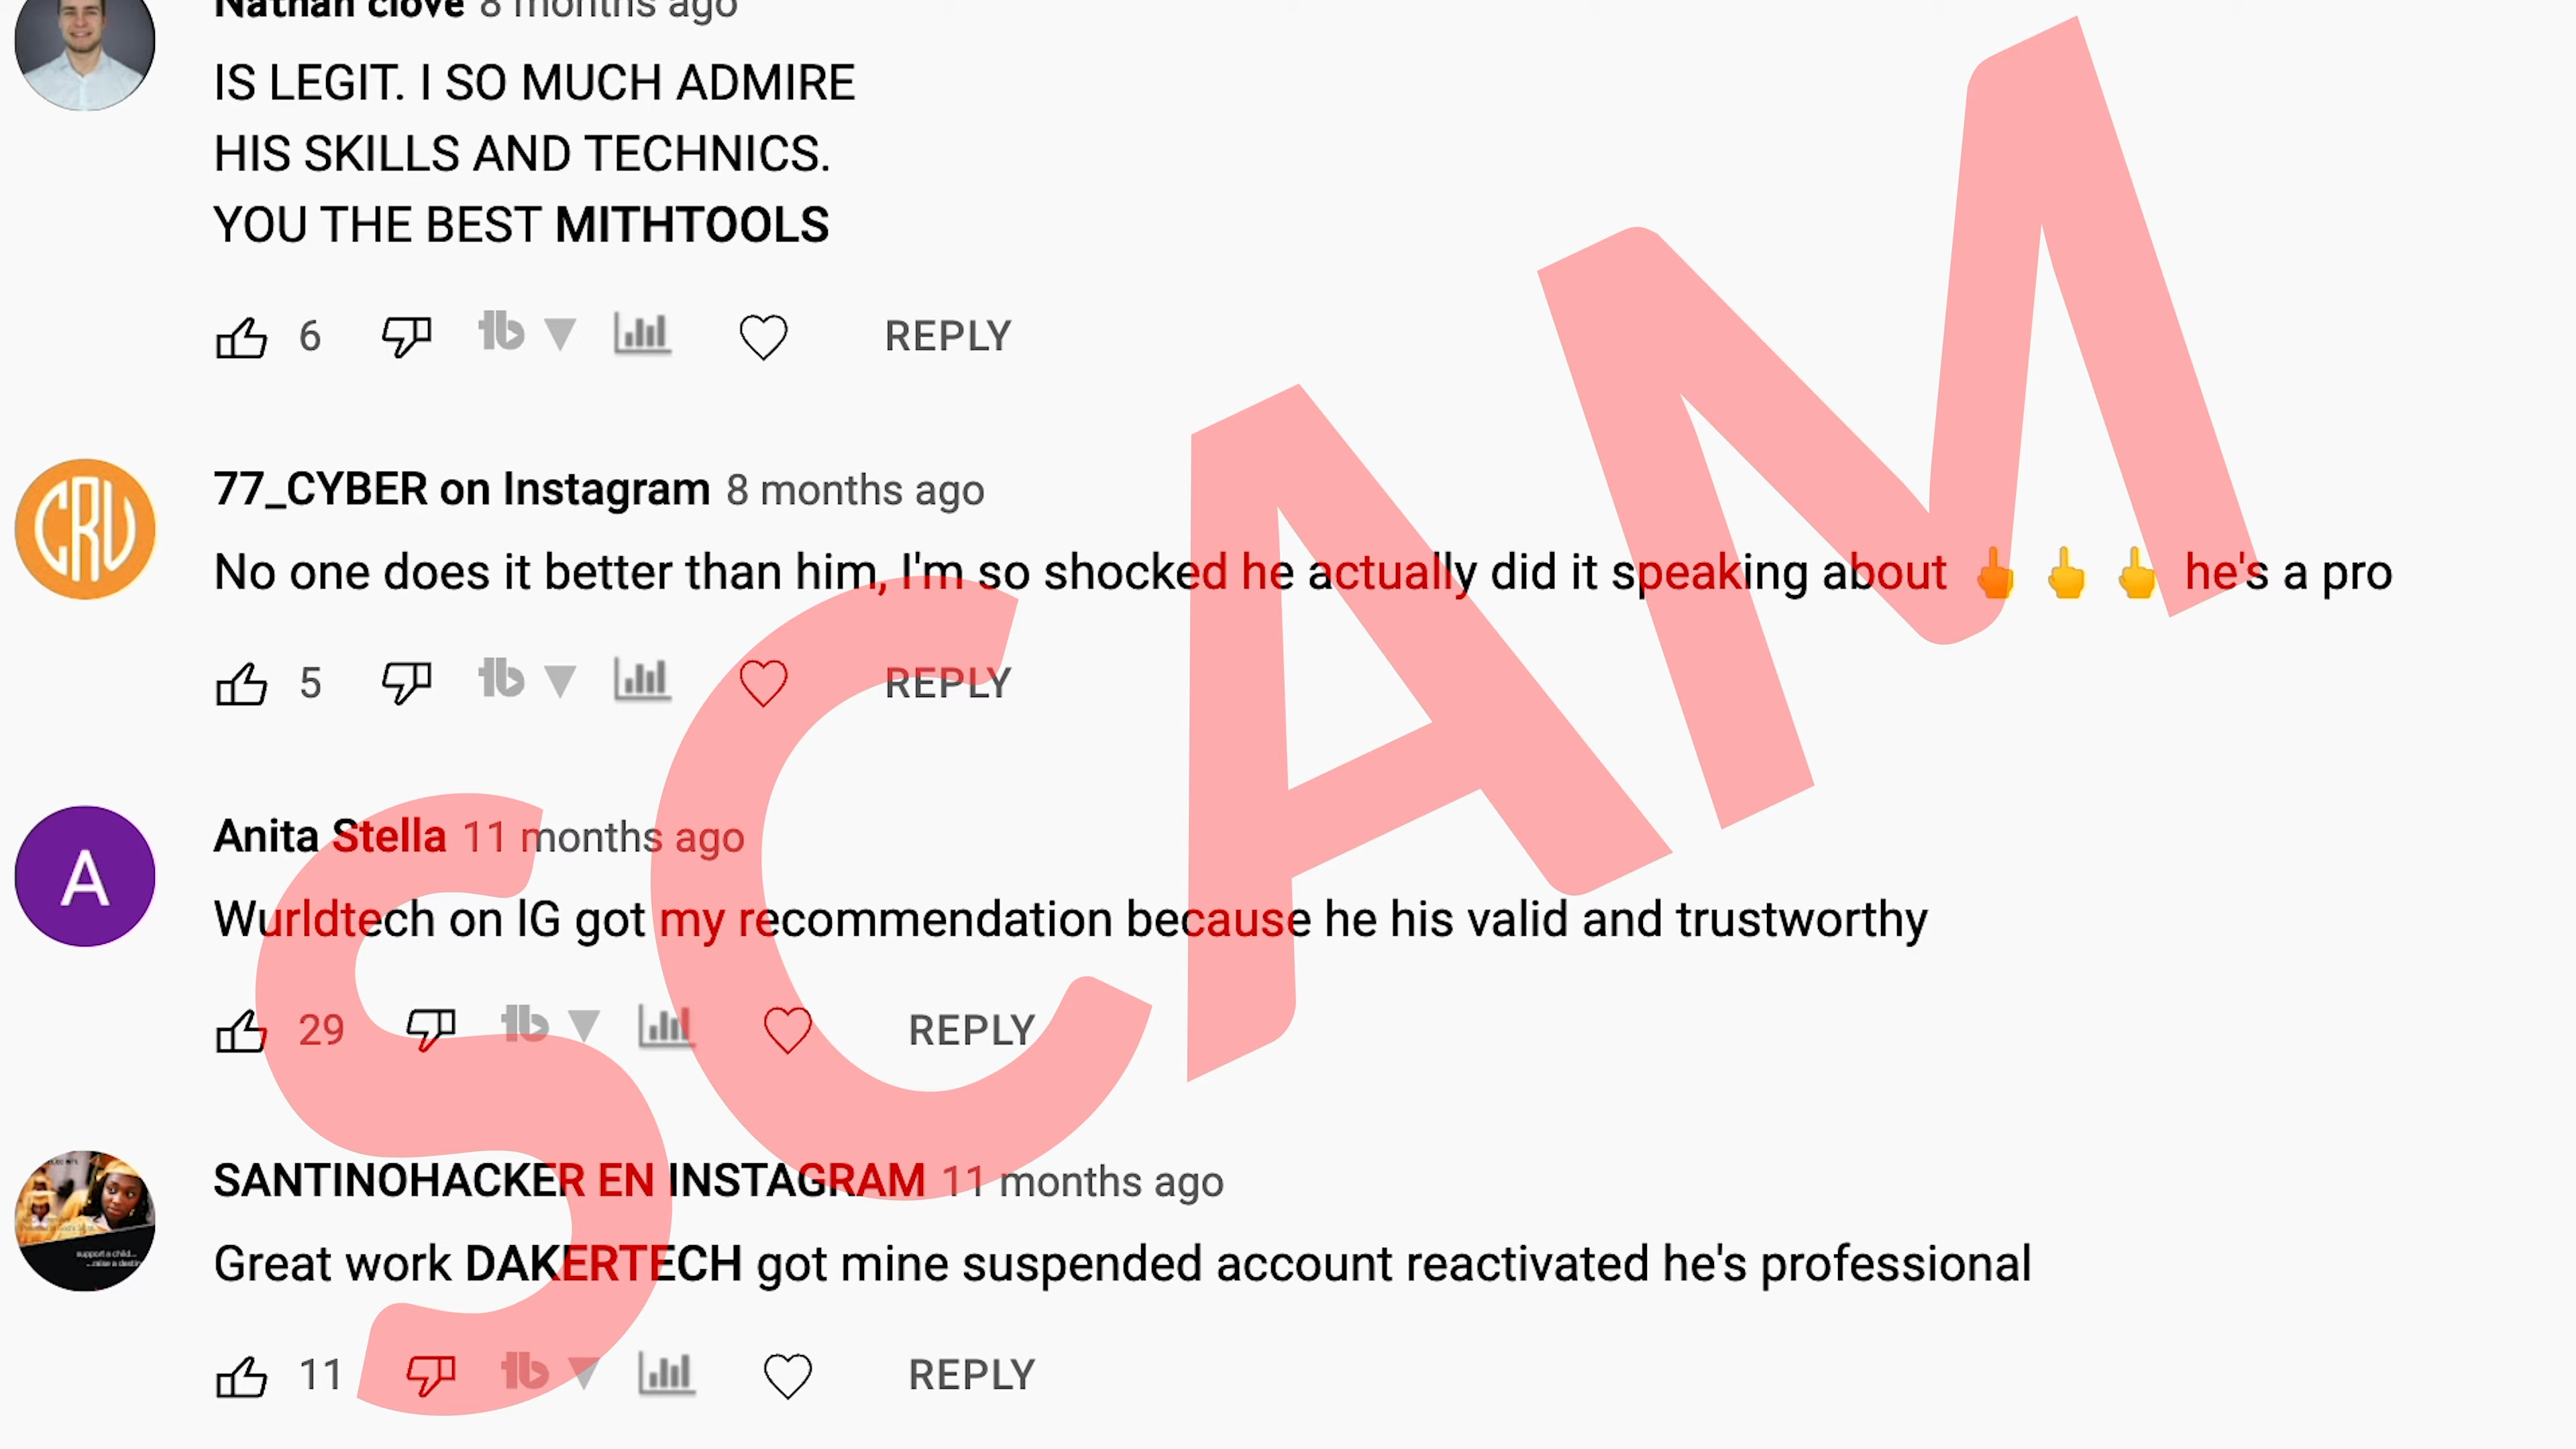 Nathan clove 8 months ago
IS LEGIT. I SO MUCH ADMIRE
HIS SKILLS AND TECHNICS.
YOU THE BEST MITHTOOLS
6 REPLY
CRU
77_CYBER on Instagram 8 months ago
No one does it better than him, I'm so shocked he actually did it speaking about 🖕 🖕 🖕 he's a pro
5 REPLY
A
Anita Stella 11 months ago
Wurldtech on IG got my recommendation because he his valid and trustworthy
29 REPLY
SANTINOHACKER EN INSTAGRAM 11 months ago
support a child...
Great work DAKERTECH got mine suspended account reactivated he's professional
11 REPLY
SCAM